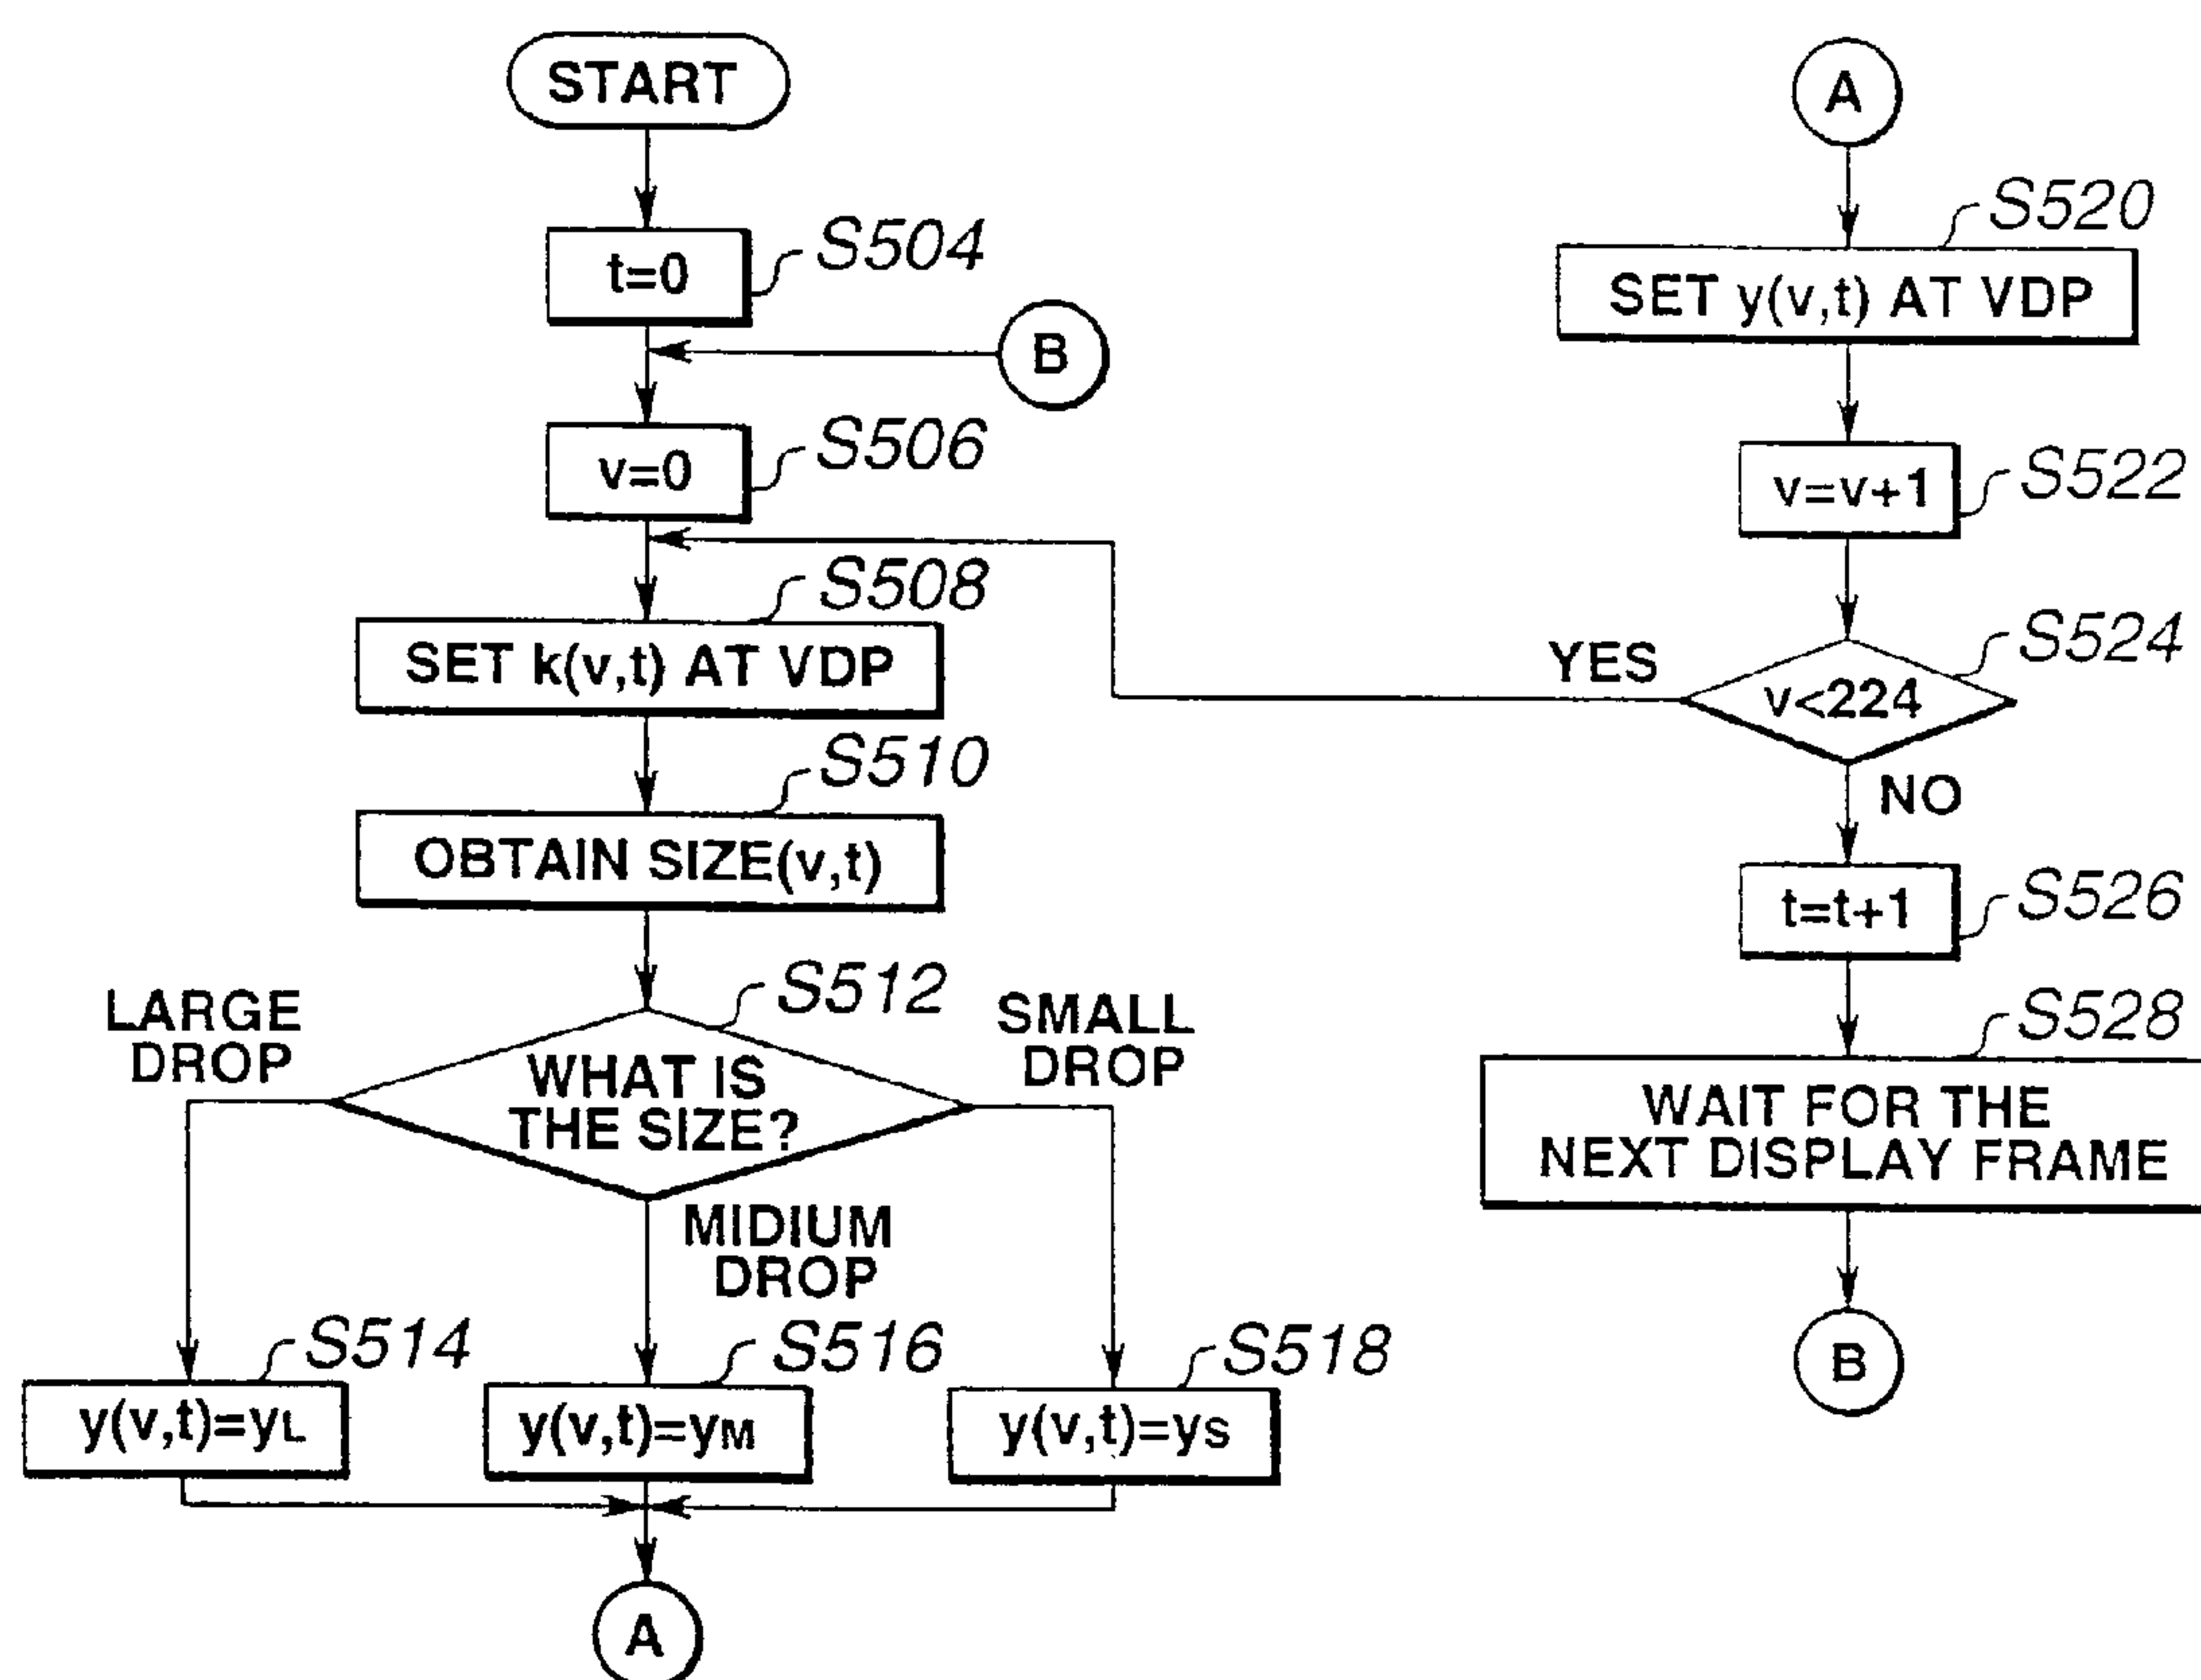 START
t=0
S504
B
v=0
S506
SET k(v,t) AT VDP
S508
OBTAIN SIZE(v,t)
S510
WHAT IS
THE SIZE?
S512
LARGE
DROP
MIDIUM
DROP
SMALL
DROP
y(v,t)=yL
S514
y(v,t)=yM
S516
y(v,t)=yS
S518
A
A
SET y(v,t) AT VDP
S520
v=v+1
S522
v<224
S524
YES
NO
t=t+1
S526
WAIT FOR THE
NEXT DISPLAY FRAME
S528
B